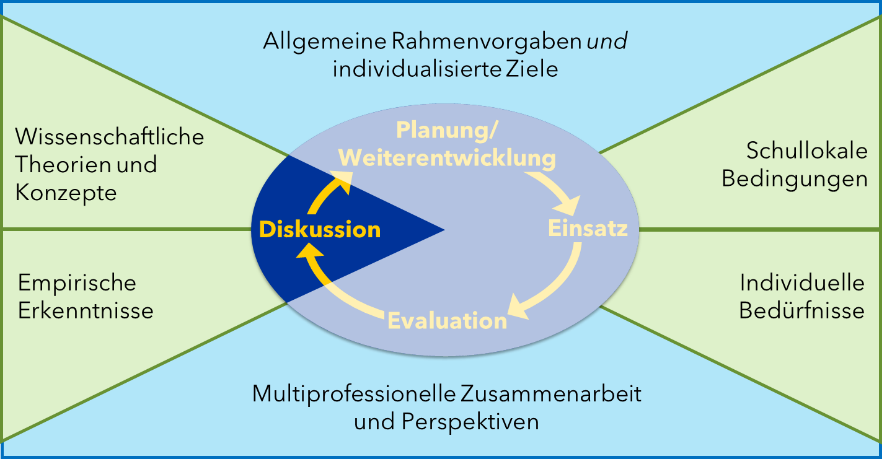 Allgemeine Rahmenvorgaben und
individualisierte Ziele
Wissenschaftliche
Theorien und
Konzepte
Planung/
Weiterentwicklung
Schullokale
Bedingungen
Diskussion
Einsatz
Empirische
Erkenntnisse
Individuelle
Bedürfnisse
Evaluation
Multiprofessionelle Zusammenarbeit
und Perspektiven